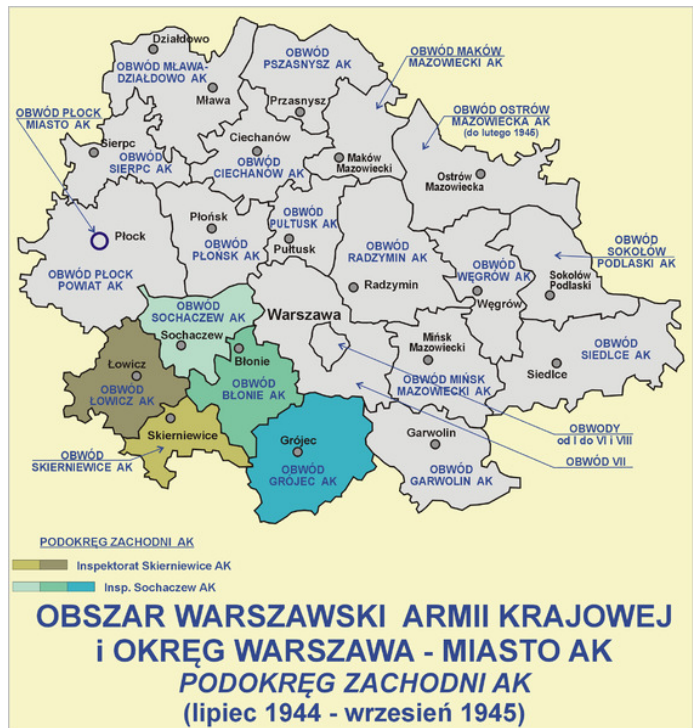 Działdowo
OBWÓD MŁAWA-
DZIAŁDOWO AK
Mława
OBWÓD
PSZASNYSZ AK
Przasnysz
OBWÓD MAKÓW
MAZOWIECKI AK
OBWÓD PŁOCK
MIASTO AK
Sierpc
OBWÓD
SIERPC AK
Ciechanów
OBWÓD
CIECHANÓW AK
Maków
Mazowiecki
OBWÓD OSTRÓW
MAZOWIECKA AK
(do lutego 1945)
Ostrów
Mazowiecka
Płock
OBWÓD PŁOCK
POWIAT AK
Płońsk
OBWÓD
PŁOŃSK AK
OBWÓD
PUŁTUSK AK
Pułtusk
OBWÓD
RADZYMIN AK
Radzymin
OBWÓD
WĘGRÓW AK
Węgrów
OBWÓD
SOKOŁÓW
PODLASKI AK
Sokołów
Podlaski
OBWÓD
SOCHACZEW AK
Sochaczew
Warszawa
Mińsk
Mazowiecki
OBWÓD MIŃSK
MAZOWIECKI AK
OBWÓD
SIEDLCE AK
Siedlce
Łowicz
OBWÓD
ŁOWICZ AK
Błonie
OBWÓD
BŁONIE AK
Skierniewice
OBWÓD
SKIERNIEWICE AK
Grójec
OBWÓD
GRÓJEC AK
Garwolin
OBWÓD
GARWOLIN AK
OBWODY
od I do VI i VIII
OBWÓD VII
PODOKRĘG ZACHODNI AK
Inspektorat Skierniewice AK
Insp. Sochaczew AK
OBSZAR WARSZAWSKI ARMII KRAJOWEJ
i OKRĘG WARSZAWA - MIASTO AK
PODOKRĘG ZACHODNI AK
(lipiec 1944 - wrzesień 1945)